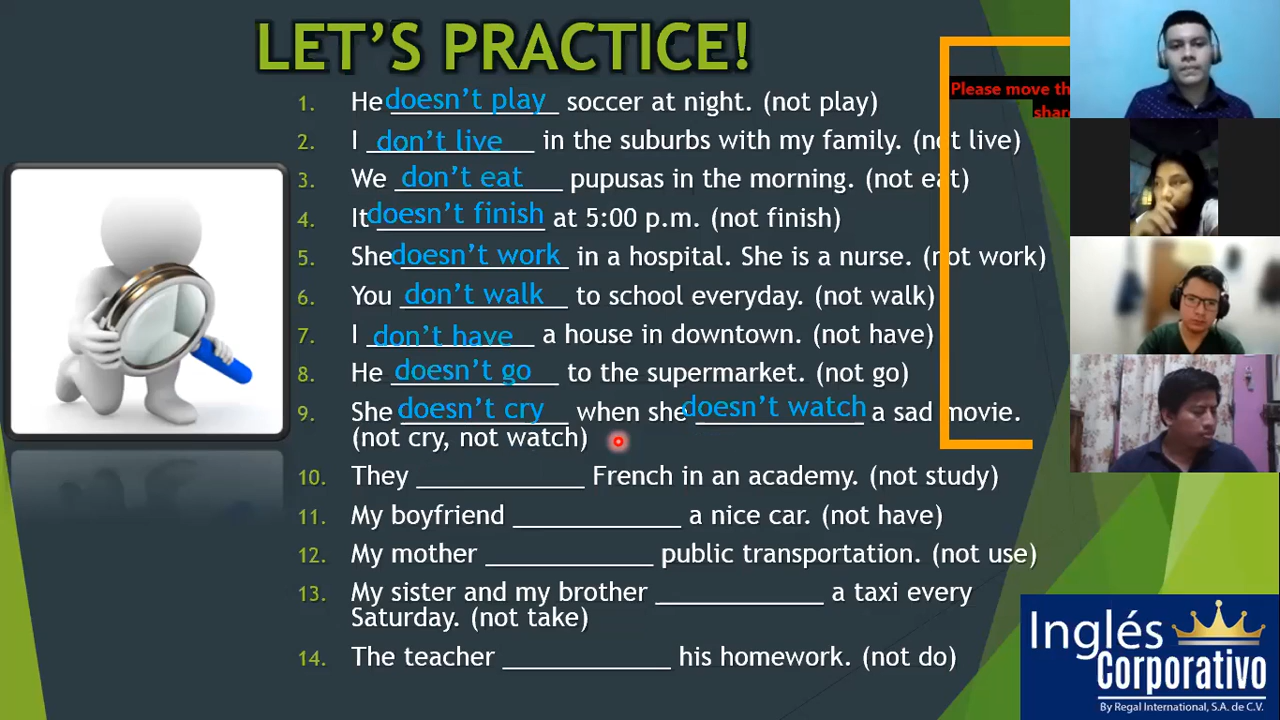 LET'S PRACTICE!
1. He doesn't play soccer at night. (not play)
2. I don't live in the suburbs with my family. (not live)
3. We don't eat pupusas in the morning. (not eat)
4. It doesn't finish at 5:00 p.m. (not finish)
5. She doesn't work in a hospital. She is a nurse. (not work)
6. You don't walk to school everyday. (not walk)
7. I don't have a house in downtown. (not have)
8. He doesn't go to the supermarket. (not go)
9. She doesn't cry when she doesn't watch a sad movie.
(not cry, not watch)
10. They ____________ French in an academy. (not study)
11. My boyfriend ____________ a nice car. (not have)
12. My mother ____________ public transportation. (not use)
13. My sister and my brother ____________ a taxi every
Saturday. (not take)
14. The teacher ____________ his homework. (not do)
Please move
Inglés
Corporativo
By Regal International, S.A. de C.V.